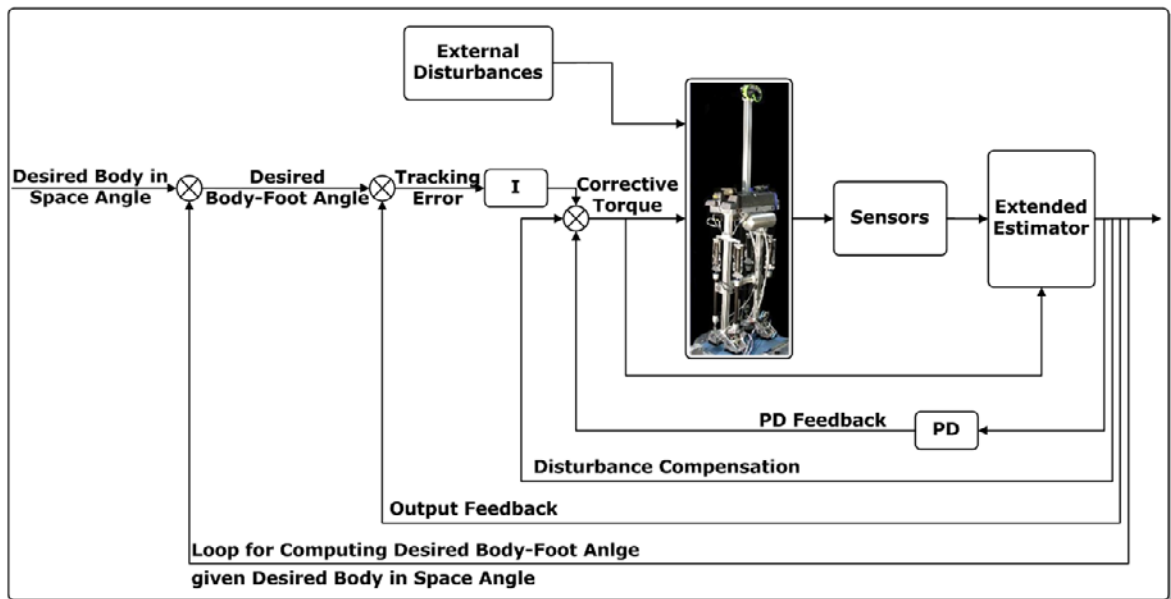 External
Disturbances
Desired Body in
Space Angle
Desired
Body-Foot Angle
Tracking
Error
I
Corrective
Torque
Sensors
Extended
Estimator
PD Feedback
PD
Disturbance Compensation
Output Feedback
Loop for Computing Desired Body-Foot Anlge
given Desired Body in Space Angle